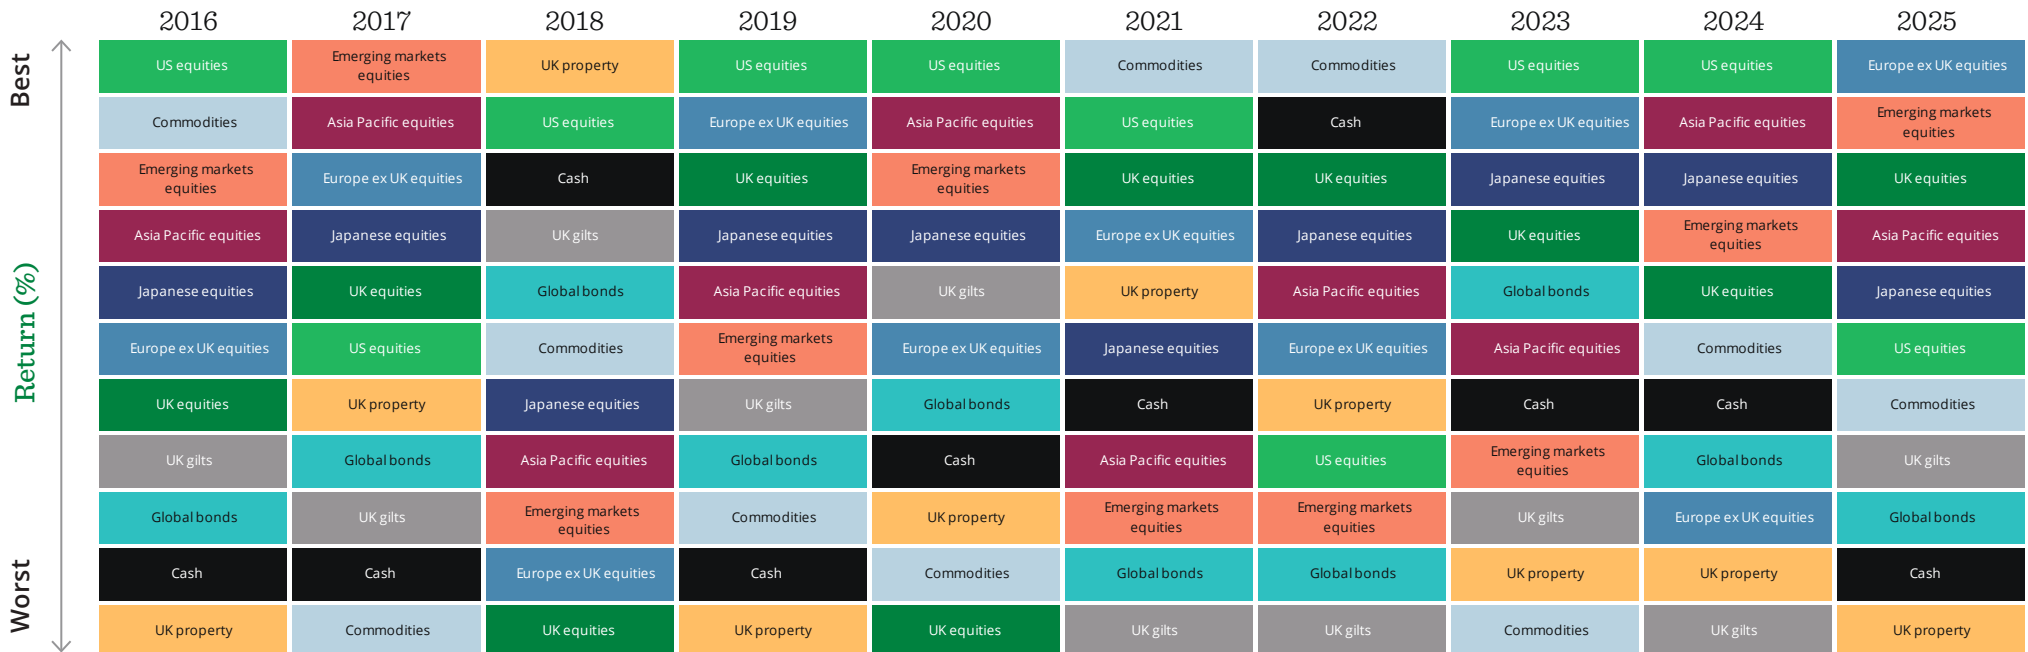 2016 2017 2018 2019 2020 2021 2022 2023 2024 2025
Best
Return (%)
Worst
US equities
Emerging markets
equities
UK property
US equities
US equities
Commodities
Commodities
US equities
US equities
Europe ex UK equities
Commodities
Asia Pacific equities
US equities
Europe ex UK equities
Asia Pacific equities
US equities
Cash
Europe ex UK equities
Asia Pacific equities
Emerging markets
equities
Emerging markets
equities
Europe ex UK equities
Cash
UK equities
Emerging markets
equities
UK equities
UK equities
Japanese equities
Japanese equities
UK equities
Asia Pacific equities
Japanese equities
UK gilts
Japanese equities
Japanese equities
Europe ex UK equities
Japanese equities
UK equities
Emerging markets
equities
Asia Pacific equities
Japanese equities
UK equities
Global bonds
Asia Pacific equities
UK gilts
UK property
Asia Pacific equities
Global bonds
UK equities
Japanese equities
Europe ex UK equities
US equities
Commodities
Emerging markets
equities
Europe ex UK equities
Japanese equities
Europe ex UK equities
Asia Pacific equities
Commodities
US equities
UK equities
UK property
Japanese equities
UK gilts
Global bonds
Cash
UK property
Cash
Cash
Commodities
UK gilts
Global bonds
Asia Pacific equities
Global bonds
Cash
Asia Pacific equities
US equities
Emerging markets
equities
Global bonds
UK gilts
Global bonds
UK gilts
Emerging markets
equities
Commodities
UK property
Emerging markets
equities
Emerging markets
equities
UK gilts
Europe ex UK equities
Global bonds
Cash
Cash
Europe ex UK equities
Cash
Commodities
Global bonds
Global bonds
UK property
UK property
Cash
UK property
Commodities
UK equities
UK property
UK equities
UK gilts
UK gilts
Commodities
UK gilts
UK property